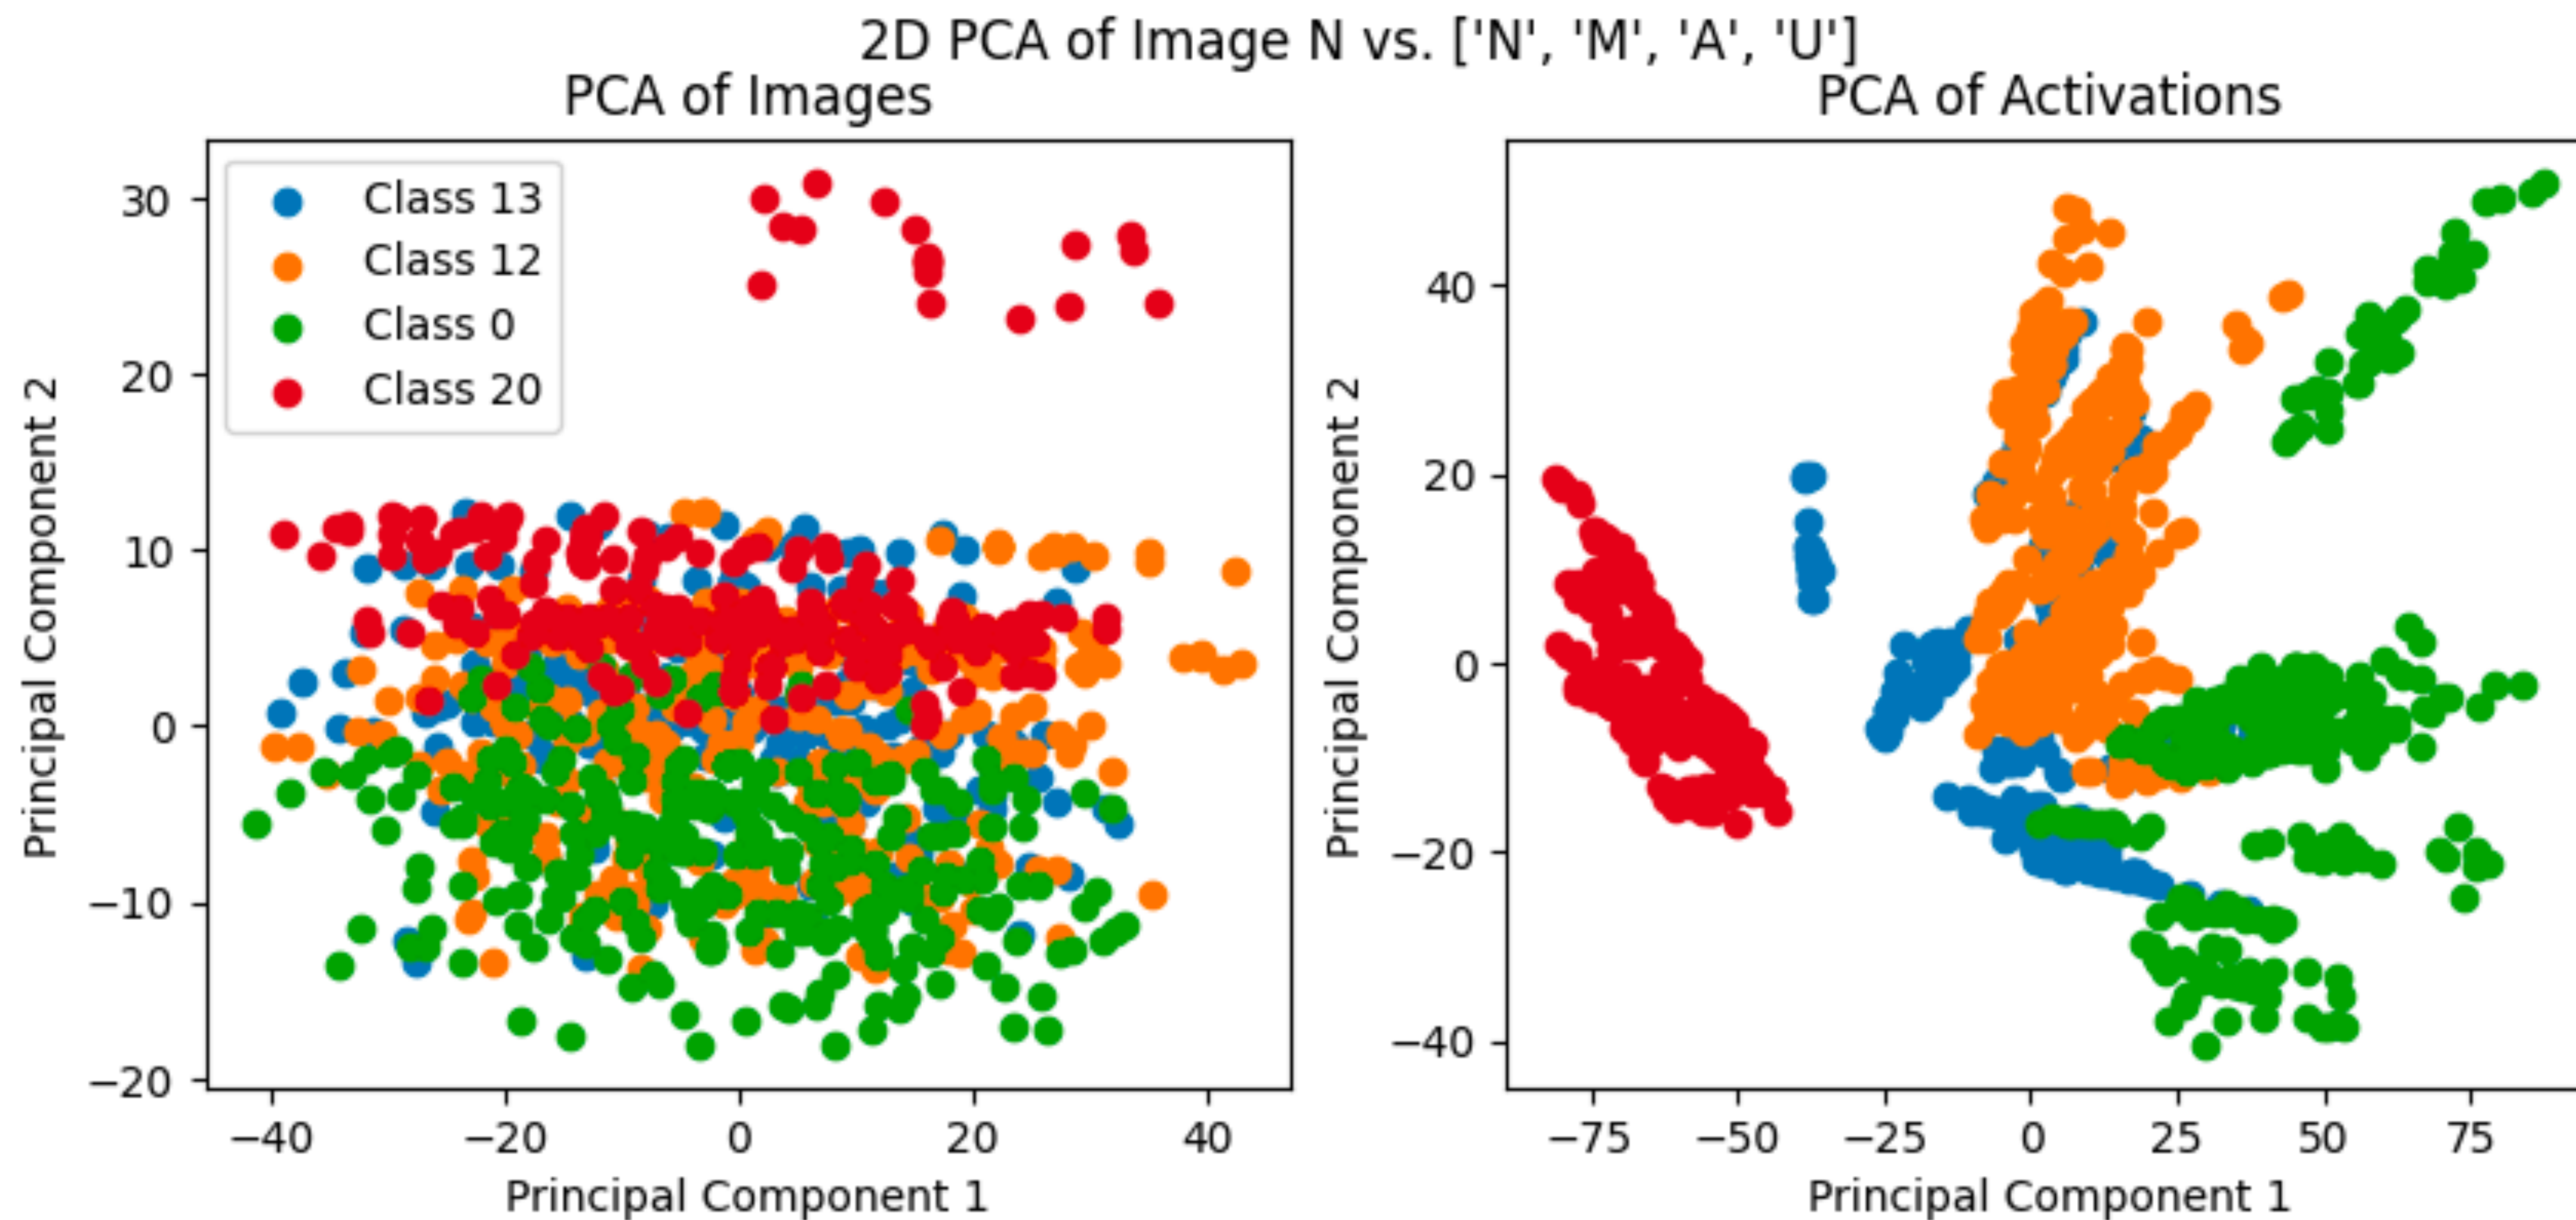 2D PCA of Image N vs. ['N', 'M', 'A', 'U']
PCA of Images
Class 13
Class 12
Class 0
Class 20
30
20
10
0
−10
−20
−40
−20
0
20
40
Principal Component 2
Principal Component 1
PCA of Activations
40
20
0
−20
−40
−75
−50
−25
0
25
50
75
Principal Component 2
Principal Component 1